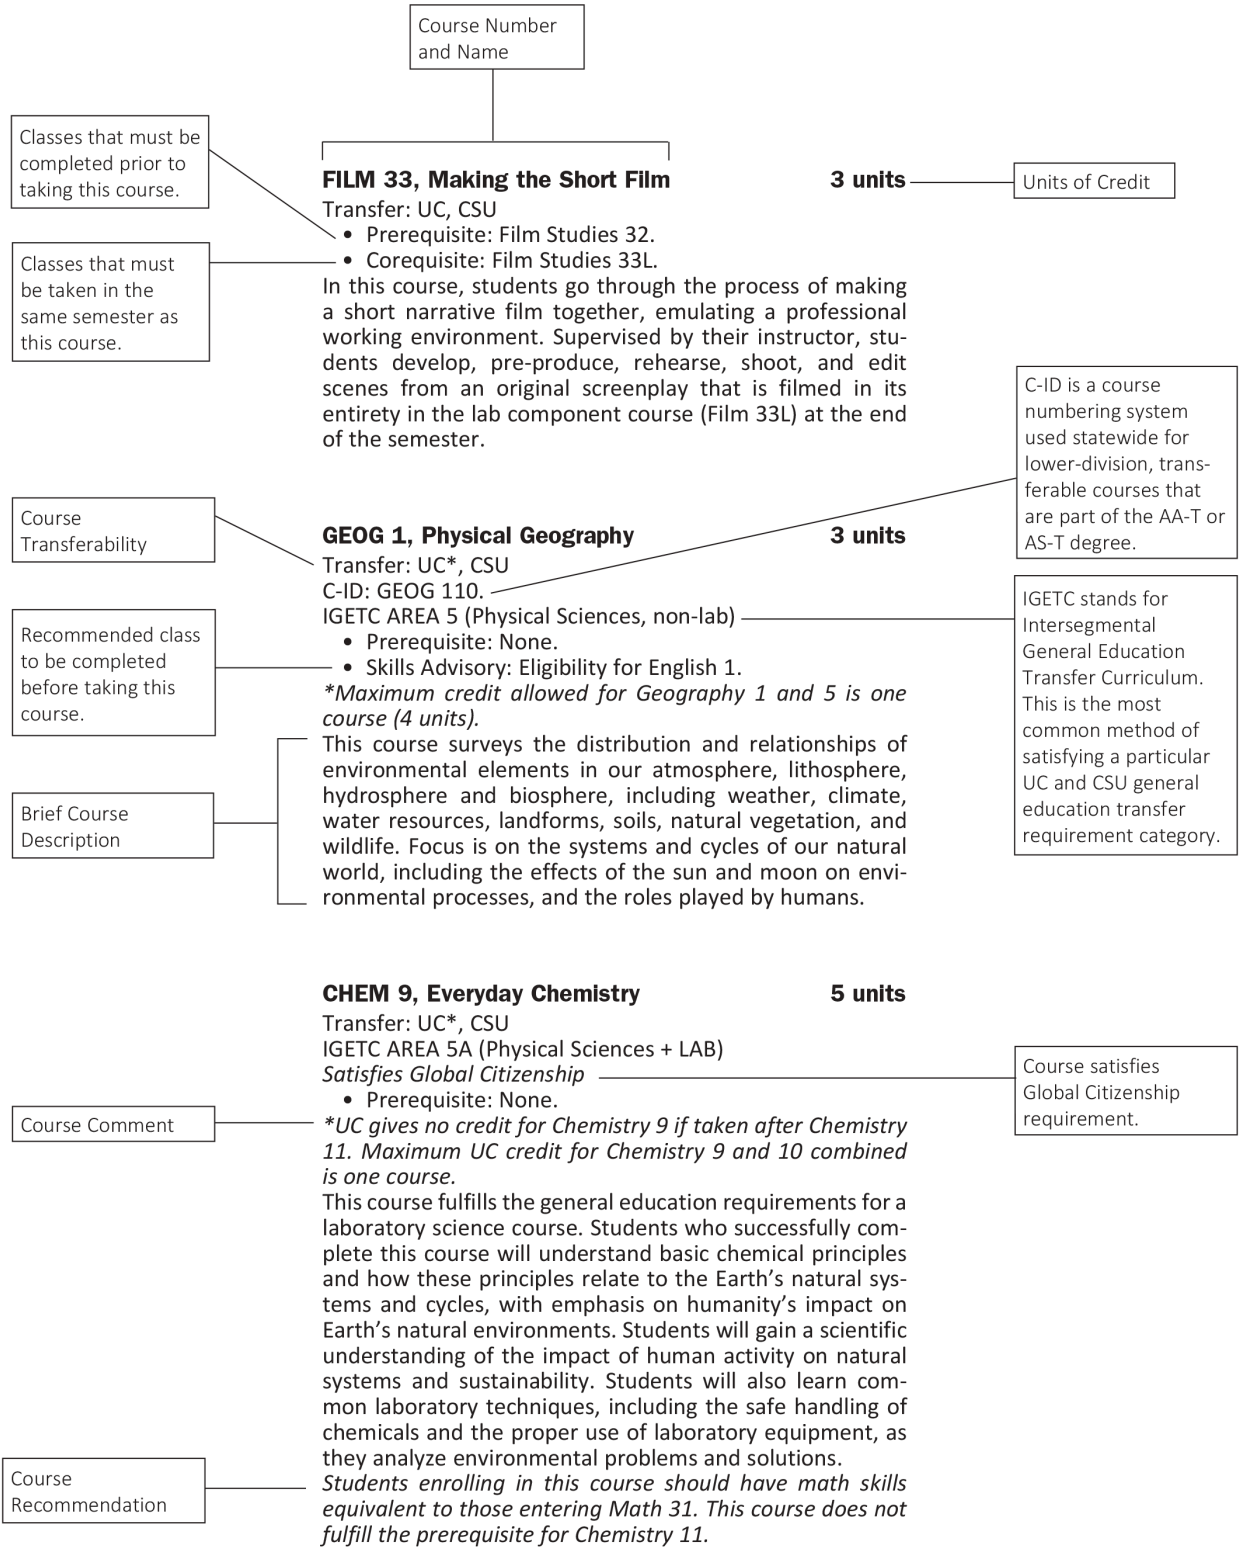 Course Number
and Name
Classes that must be
completed prior to
taking this course.
FILM 33, Making the Short Film 3 units
Units of Credit
Transfer: UC, CSU
• Prerequisite: Film Studies 32.
• Corequisite: Film Studies 33L.
Classes that must
be taken in the
same semester as
this course.
In this course, students go through the process of making
a short narrative film together, emulating a professional
working environment. Supervised by their instructor, stu-
dents develop, pre-produce, rehearse, shoot, and edit
scenes from an original screenplay that is filmed in its
entirety in the lab component course (Film 33L) at the end
of the semester.
C-ID is a course
numbering system
used statewide for
lower-division, trans-
ferable courses that
are part of the AA-T or
AS-T degree.
Course
Transferability
GEOG 1, Physical Geography 3 units
Transfer: UC*, CSU
C-ID: GEOG 110.
IGETC AREA 5 (Physical Sciences, non-lab)
• Prerequisite: None.
• Skills Advisory: Eligibility for English 1.
*Maximum credit allowed for Geography 1 and 5 is one
course (4 units).
IGETC stands for
Intersegmental
General Education
Transfer Curriculum.
This is the most
common method of
satisfying a particular
UC and CSU general
education transfer
requirement category.
Recommended class
to be completed
before taking this
course.
This course surveys the distribution and relationships of
environmental elements in our atmosphere, lithosphere,
hydrosphere and biosphere, including weather, climate,
water resources, landforms, soils, natural vegetation, and
wildlife. Focus is on the systems and cycles of our natural
world, including the effects of the sun and moon on envi-
ronmental processes, and the roles played by humans.
Brief Course
Description
CHEM 9, Everyday Chemistry 5 units
Transfer: UC*, CSU
IGETC AREA 5A (Physical Sciences + LAB)
Satisfies Global Citizenship
• Prerequisite: None.
Course satisfies
Global Citizenship
requirement.
Course Comment
*UC gives no credit for Chemistry 9 if taken after Chemistry
11. Maximum UC credit for Chemistry 9 and 10 combined
is one course.
This course fulfills the general education requirements for a
laboratory science course. Students who successfully com-
plete this course will understand basic chemical principles
and how these principles relate to the Earth's natural sys-
tems and cycles, with emphasis on humanity's impact on
Earth's natural environments. Students will gain a scientific
understanding of the impact of human activity on natural
systems and sustainability. Students will also learn com-
mon laboratory techniques, including the safe handling of
chemicals and the proper use of laboratory equipment, as
they analyze environmental problems and solutions.
Course
Recommendation
Students enrolling in this course should have math skills
equivalent to those entering Math 31. This course does not
fulfill the prerequisite for Chemistry 11.